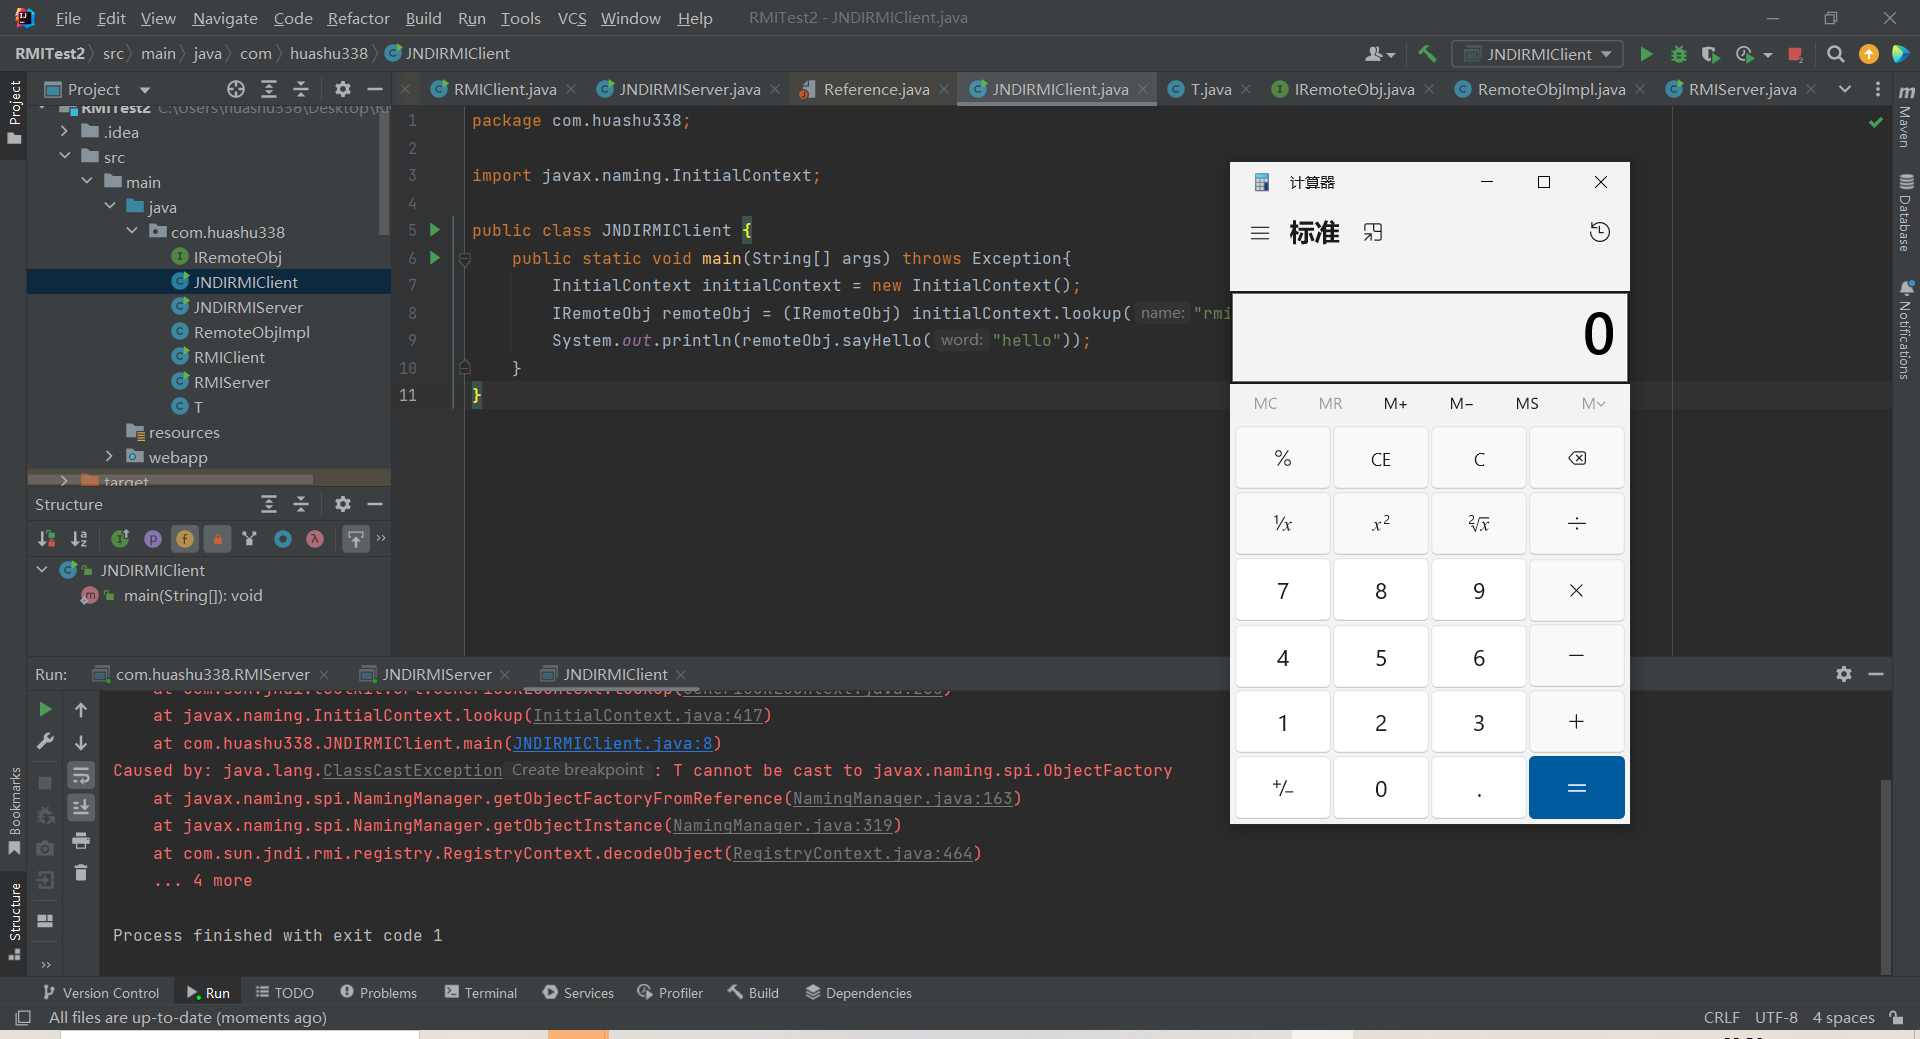 File Edit View Navigate Code Refactor Build Run Tools VCS Window Help RMITest2 - JNDIRMIClient.java
RMITest2 src main java com huashu338 JNDIRMIClient
JNDIRMIClient
Project
RMIClient.java JNDIRMIServer.java Reference.java JNDIRMIClient.java T.java IRemoteObj.java RemoteObjImpl.java RMIServer.java
RMITest2 C:\Users\huashu338\Desktop\
.idea
src
main
java
com.huashu338
IRemoteObj
JNDIRMIClient
JNDIRMIServer
RemoteObjImpl
RMIClient
RMIServer
T
resources
webapp
target
Structure
JNDIRMIClient
main(String[]): void
1 package com.huashu338;
2
3 import javax.naming.InitialContext;
4
5 public class JNDIRMIClient {
6 public static void main(String[] args) throws Exception{
7 InitialContext initialContext = new InitialContext();
8 IRemoteObj remoteObj = (IRemoteObj) initialContext.lookup( name: "rmi
9 System.out.println(remoteObj.sayHello( word: "hello"));
10 }
11 }
计算器
标准
0
MC MR M+ M− MS M
% CE C
1/x x² ²√x ÷
7 8 9 ×
4 5 6 −
1 2 3 +
+/− 0 . =
Run: com.huashu338.RMIServer JNDIRMIServer JNDIRMIClient
at javax.naming.InitialContext.lookup(InitialContext.java:417)
at com.huashu338.JNDIRMIClient.main(JNDIRMIClient.java:8)
Caused by: java.lang.ClassCastException Create breakpoint : T cannot be cast to javax.naming.spi.ObjectFactory
at javax.naming.spi.NamingManager.getObjectFactoryFromReference(NamingManager.java:163)
at javax.naming.spi.NamingManager.getObjectInstance(NamingManager.java:319)
at com.sun.jndi.rmi.registry.RegistryContext.decodeObject(RegistryContext.java:464)
... 4 more
Process finished with exit code 1
Project
Bookmarks
Structure
Maven
Database
Notifications
Version Control Run TODO Problems Terminal Services Profiler Build Dependencies
All files are up-to-date (moments ago) CRLF UTF-8 4 spaces